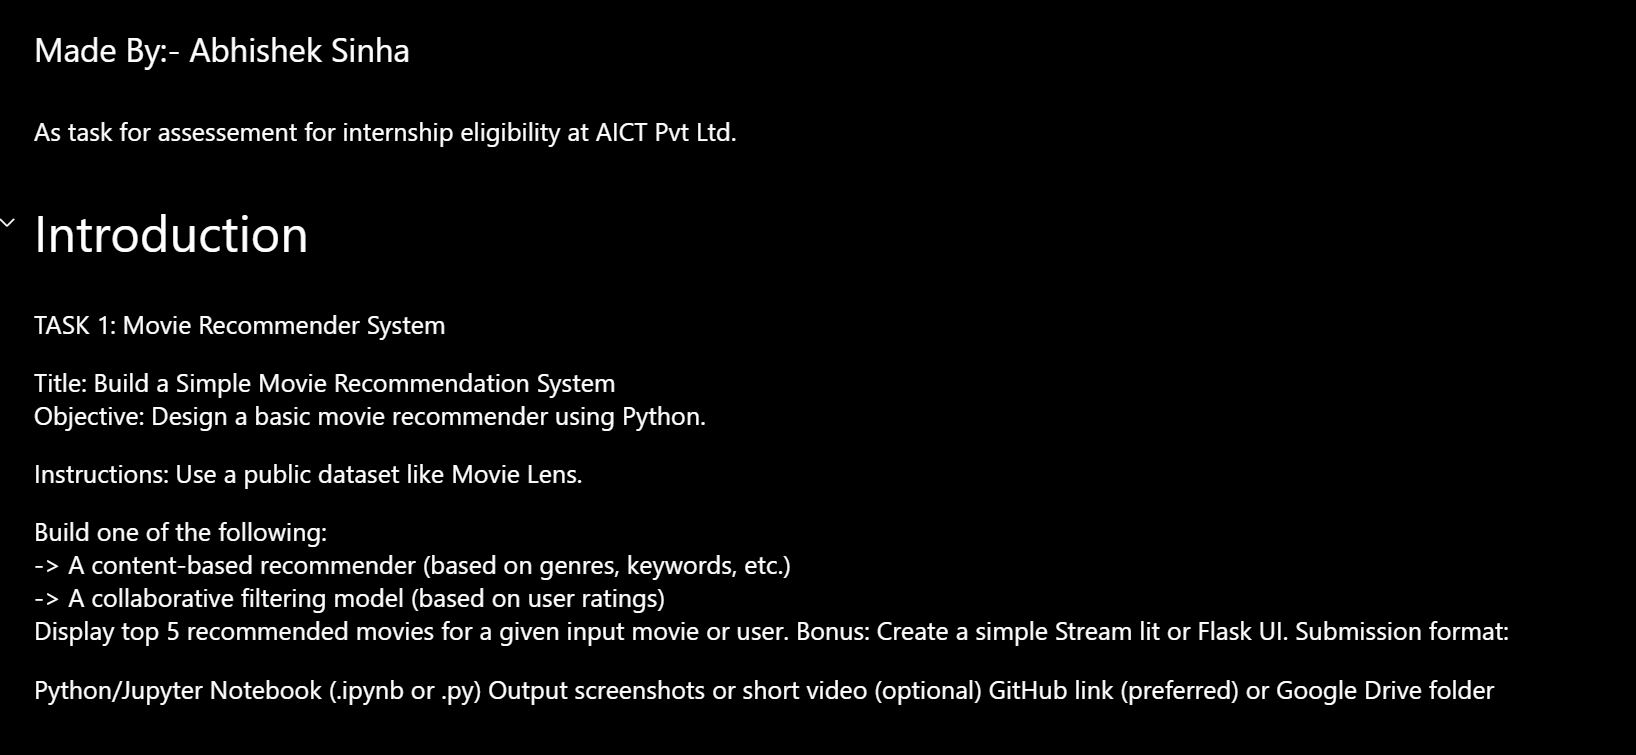 Made By:- Abhishek Sinha
As task for assessement for internship eligibility at AICT Pvt Ltd.
Introduction
TASK 1: Movie Recommender System
Title: Build a Simple Movie Recommendation System
Objective: Design a basic movie recommender using Python.
Instructions: Use a public dataset like Movie Lens.
Build one of the following:
-> A content-based recommender (based on genres, keywords, etc.)
-> A collaborative filtering model (based on user ratings)
Display top 5 recommended movies for a given input movie or user. Bonus: Create a simple Stream lit or Flask UI. Submission format:
Python/Jupyter Notebook (.ipynb or .py) Output screenshots or short video (optional) GitHub link (preferred) or Google Drive folder